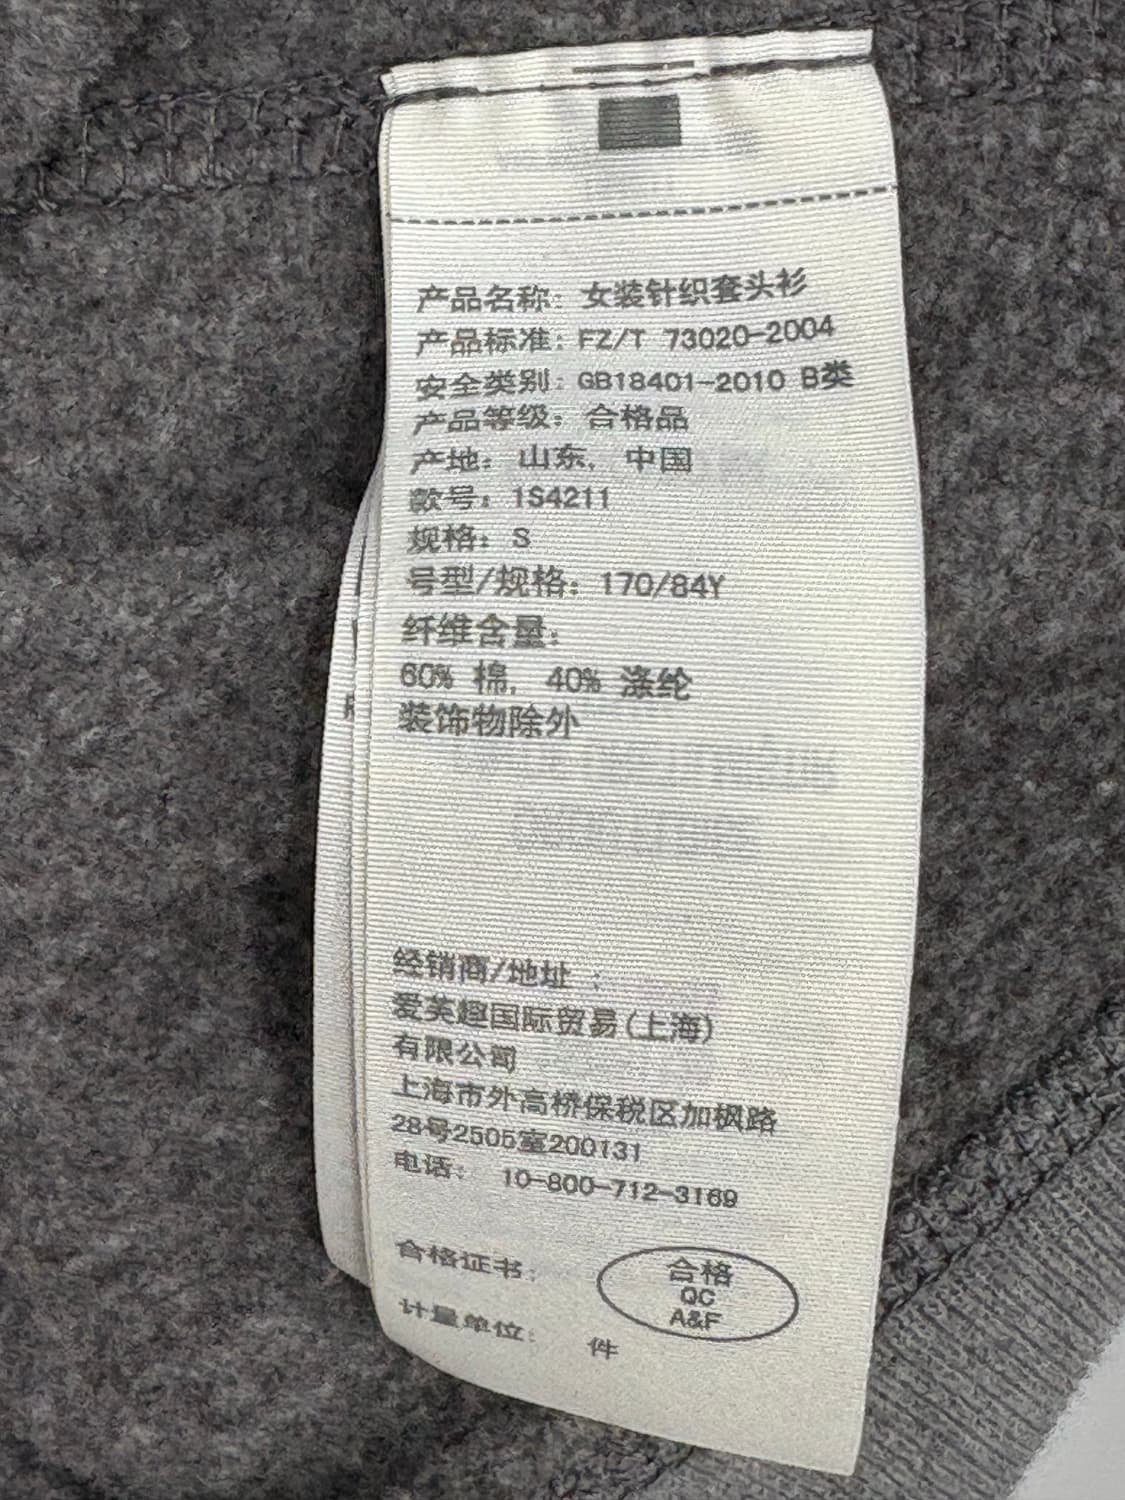 产品名称: 女装针织套头衫
产品标准: FZ/T 73020-2004
安全类别: GB18401-2010 B类
产品等级: 合格品
产地: 山东, 中国
款号: 1S4211
规格: S
号型/规格: 170/84Y
纤维含量:
60% 棉, 40% 涤纶
装饰物除外
经销商/地址 :
爱芙趣国际贸易(上海)
有限公司
上海市外高桥保税区加枫路
28号2505室200131
电话: 10-800-712-3169
合格证书:
合格
QC
A&F
计量单位: 件